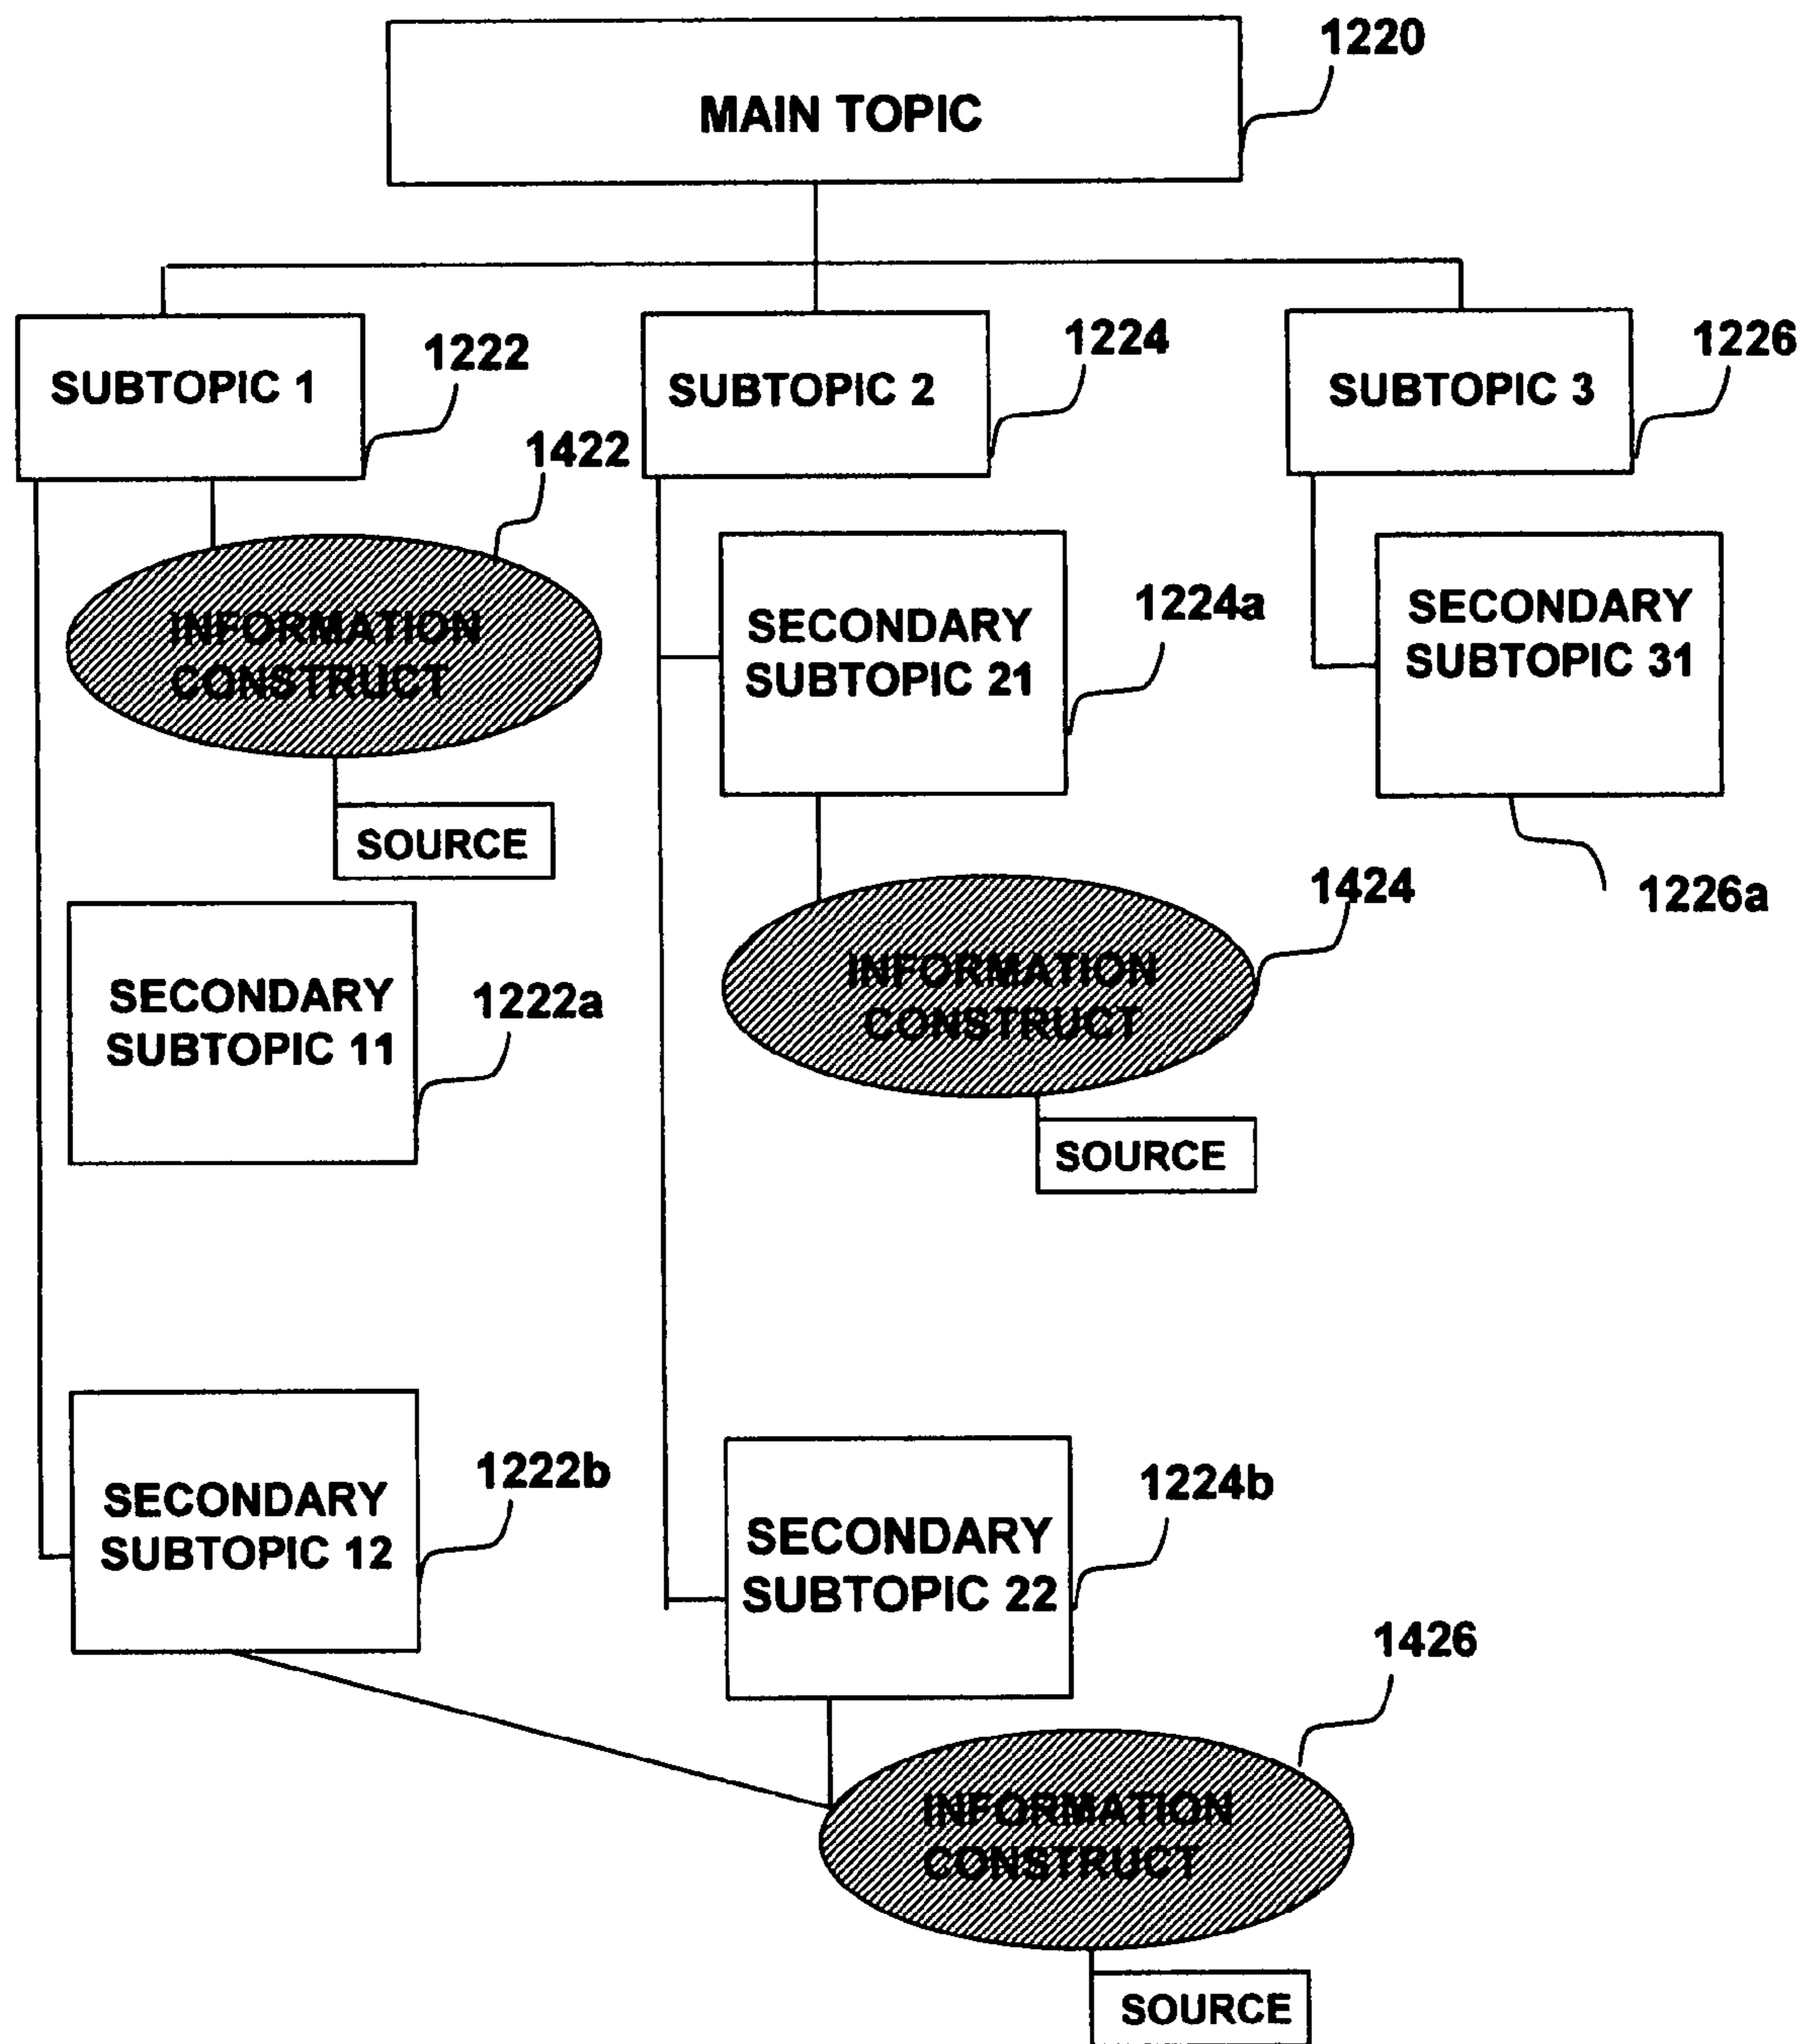 1220
MAIN TOPIC
SUBTOPIC 1
1222
SUBTOPIC 2
1224
SUBTOPIC 3
1226
1422
INFORMATION
CONSTRUCT
SOURCE
SECONDARY
SUBTOPIC 11
1222a
SECONDARY
SUBTOPIC 12
1222b
SECONDARY
SUBTOPIC 21
1224a
1424
INFORMATION
CONSTRUCT
SOURCE
SECONDARY
SUBTOPIC 22
1224b
1426
INFORMATION
CONSTRUCT
SOURCE
SECONDARY
SUBTOPIC 31
1226a